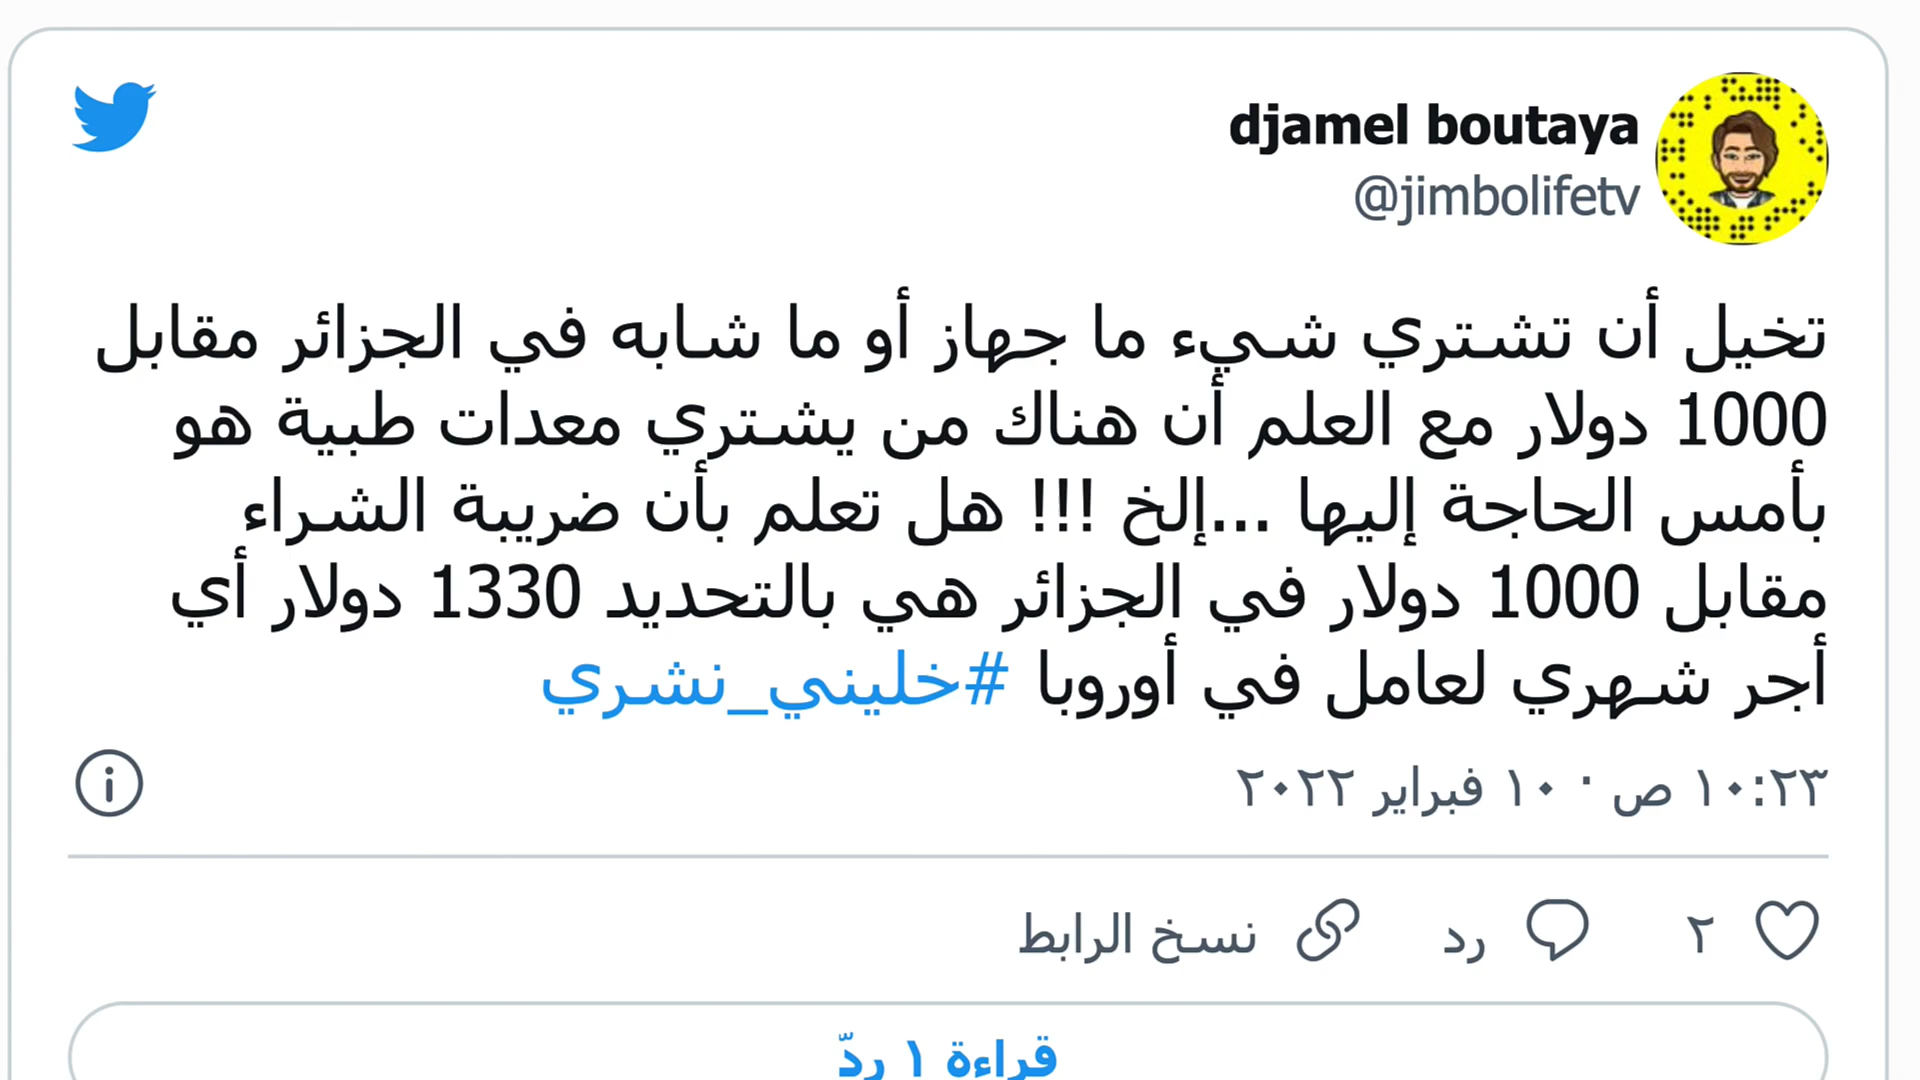 djamel boutaya
@jimbolifetv
تخيل أن تشتري شيء ما جهاز أو ما شابه في الجزائر مقابل
1000 دولار مع العلم أن هناك من يشتري معدات طبية هو
بأمس الحاجة إليها ...إلخ !!! هل تعلم بأن ضريبة الشراء
مقابل 1000 دولار في الجزائر هي بالتحديد 1330 دولار أي
أجر شهري لعامل في أوروبا #خليني_نشري
١٠:٢٣ ص · ١٠ فبراير ٢٠٢٢
٢ رد نسخ الرابط
قراءة ١ ردّ